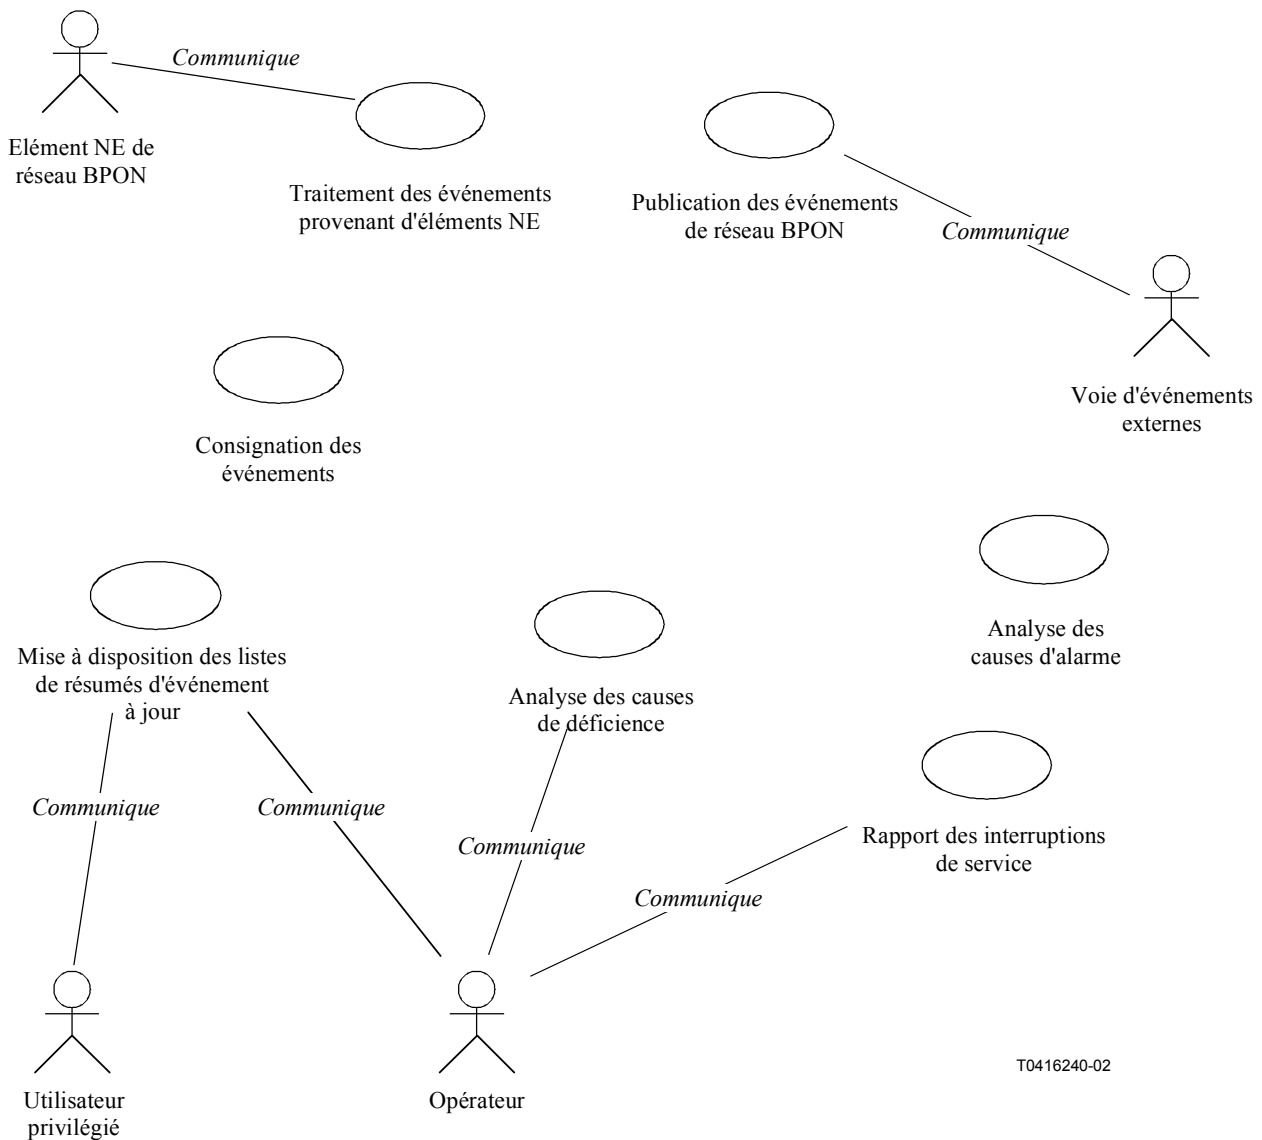 Communique
Elément NE de
réseau BPON
Traitement des événements
provenant d'éléments NE
Publication des événements
de réseau BPON
Communique
Voie d'événements
externes
Consignation des
événements
Analyse des
causes d'alarme
Mise à disposition des listes
de résumés d'événement
à jour
Analyse des causes
de déficience
Rapport des interruptions
de service
Communique
Communique
Communique
Communique
Utilisateur
privilégié
Opérateur
T0416240-02